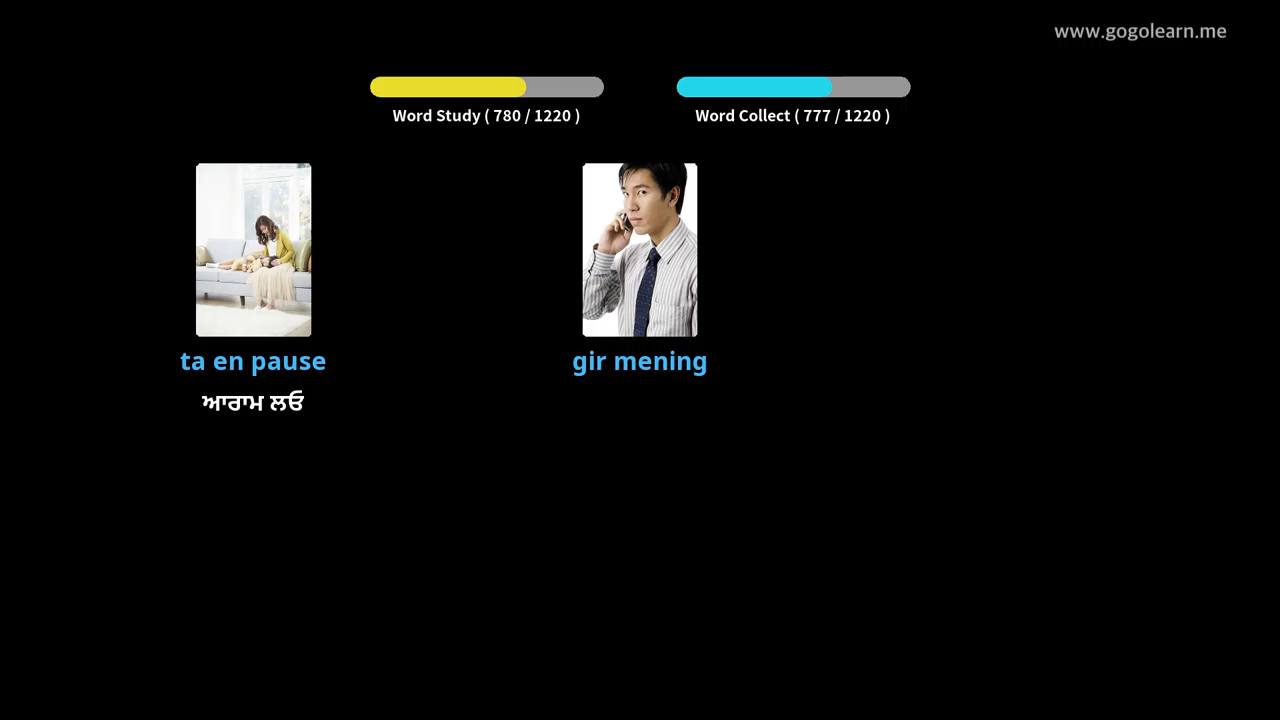 www.gogolearn.me
Word Study ( 780 / 1220 )
Word Collect ( 777 / 1220 )
ta en pause
gir mening
ਆਰਾਮ ਲਓ